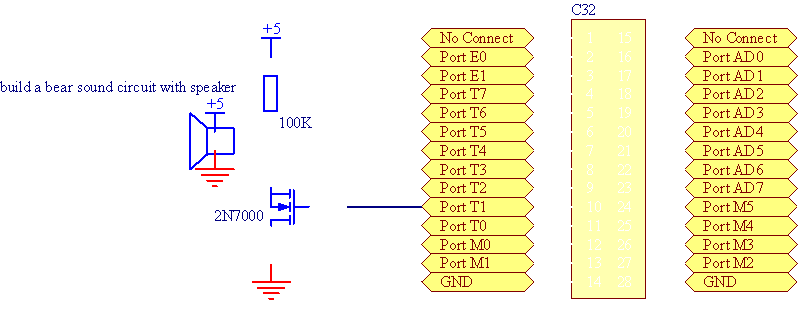 build a bear sound circuit with speaker
+5
+5
100K
2N7000
No Connect
Port E0
Port E1
Port T7
Port T6
Port T5
Port T4
Port T3
Port T2
Port T1
Port T0
Port M0
Port M1
GND
C32
1 15
2 16
3 17
4 18
5 19
6 20
7 21
8 22
9 23
10 24
11 25
12 26
13 27
14 28
No Connect
Port AD0
Port AD1
Port AD2
Port AD3
Port AD4
Port AD5
Port AD6
Port AD7
Port M5
Port M4
Port M3
Port M2
GND